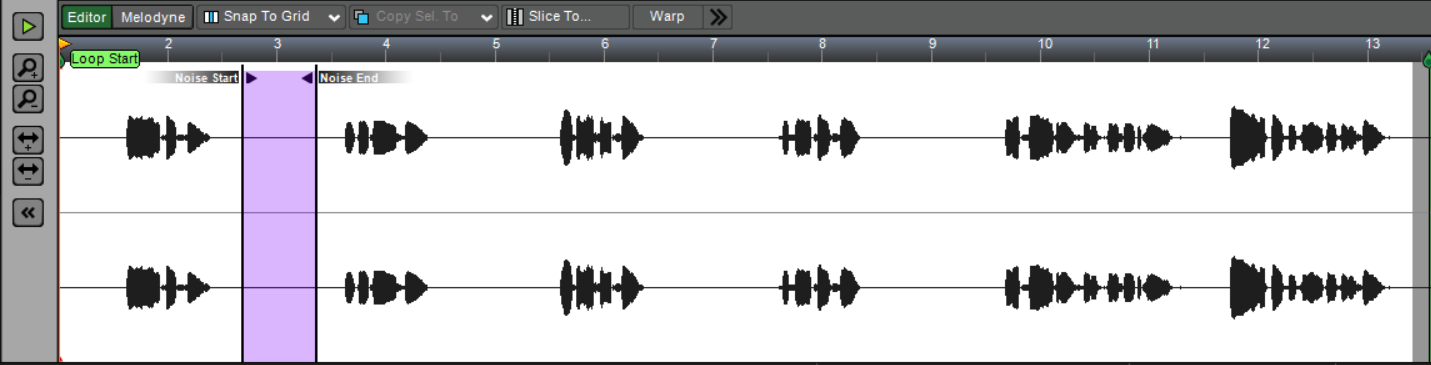 Editor Melodyne Snap To Grid Copy Sel. To Slice To... Warp
2 3 4 5 6 7 8 9 10 11 12 13
Loop Start
Noise Start Noise End